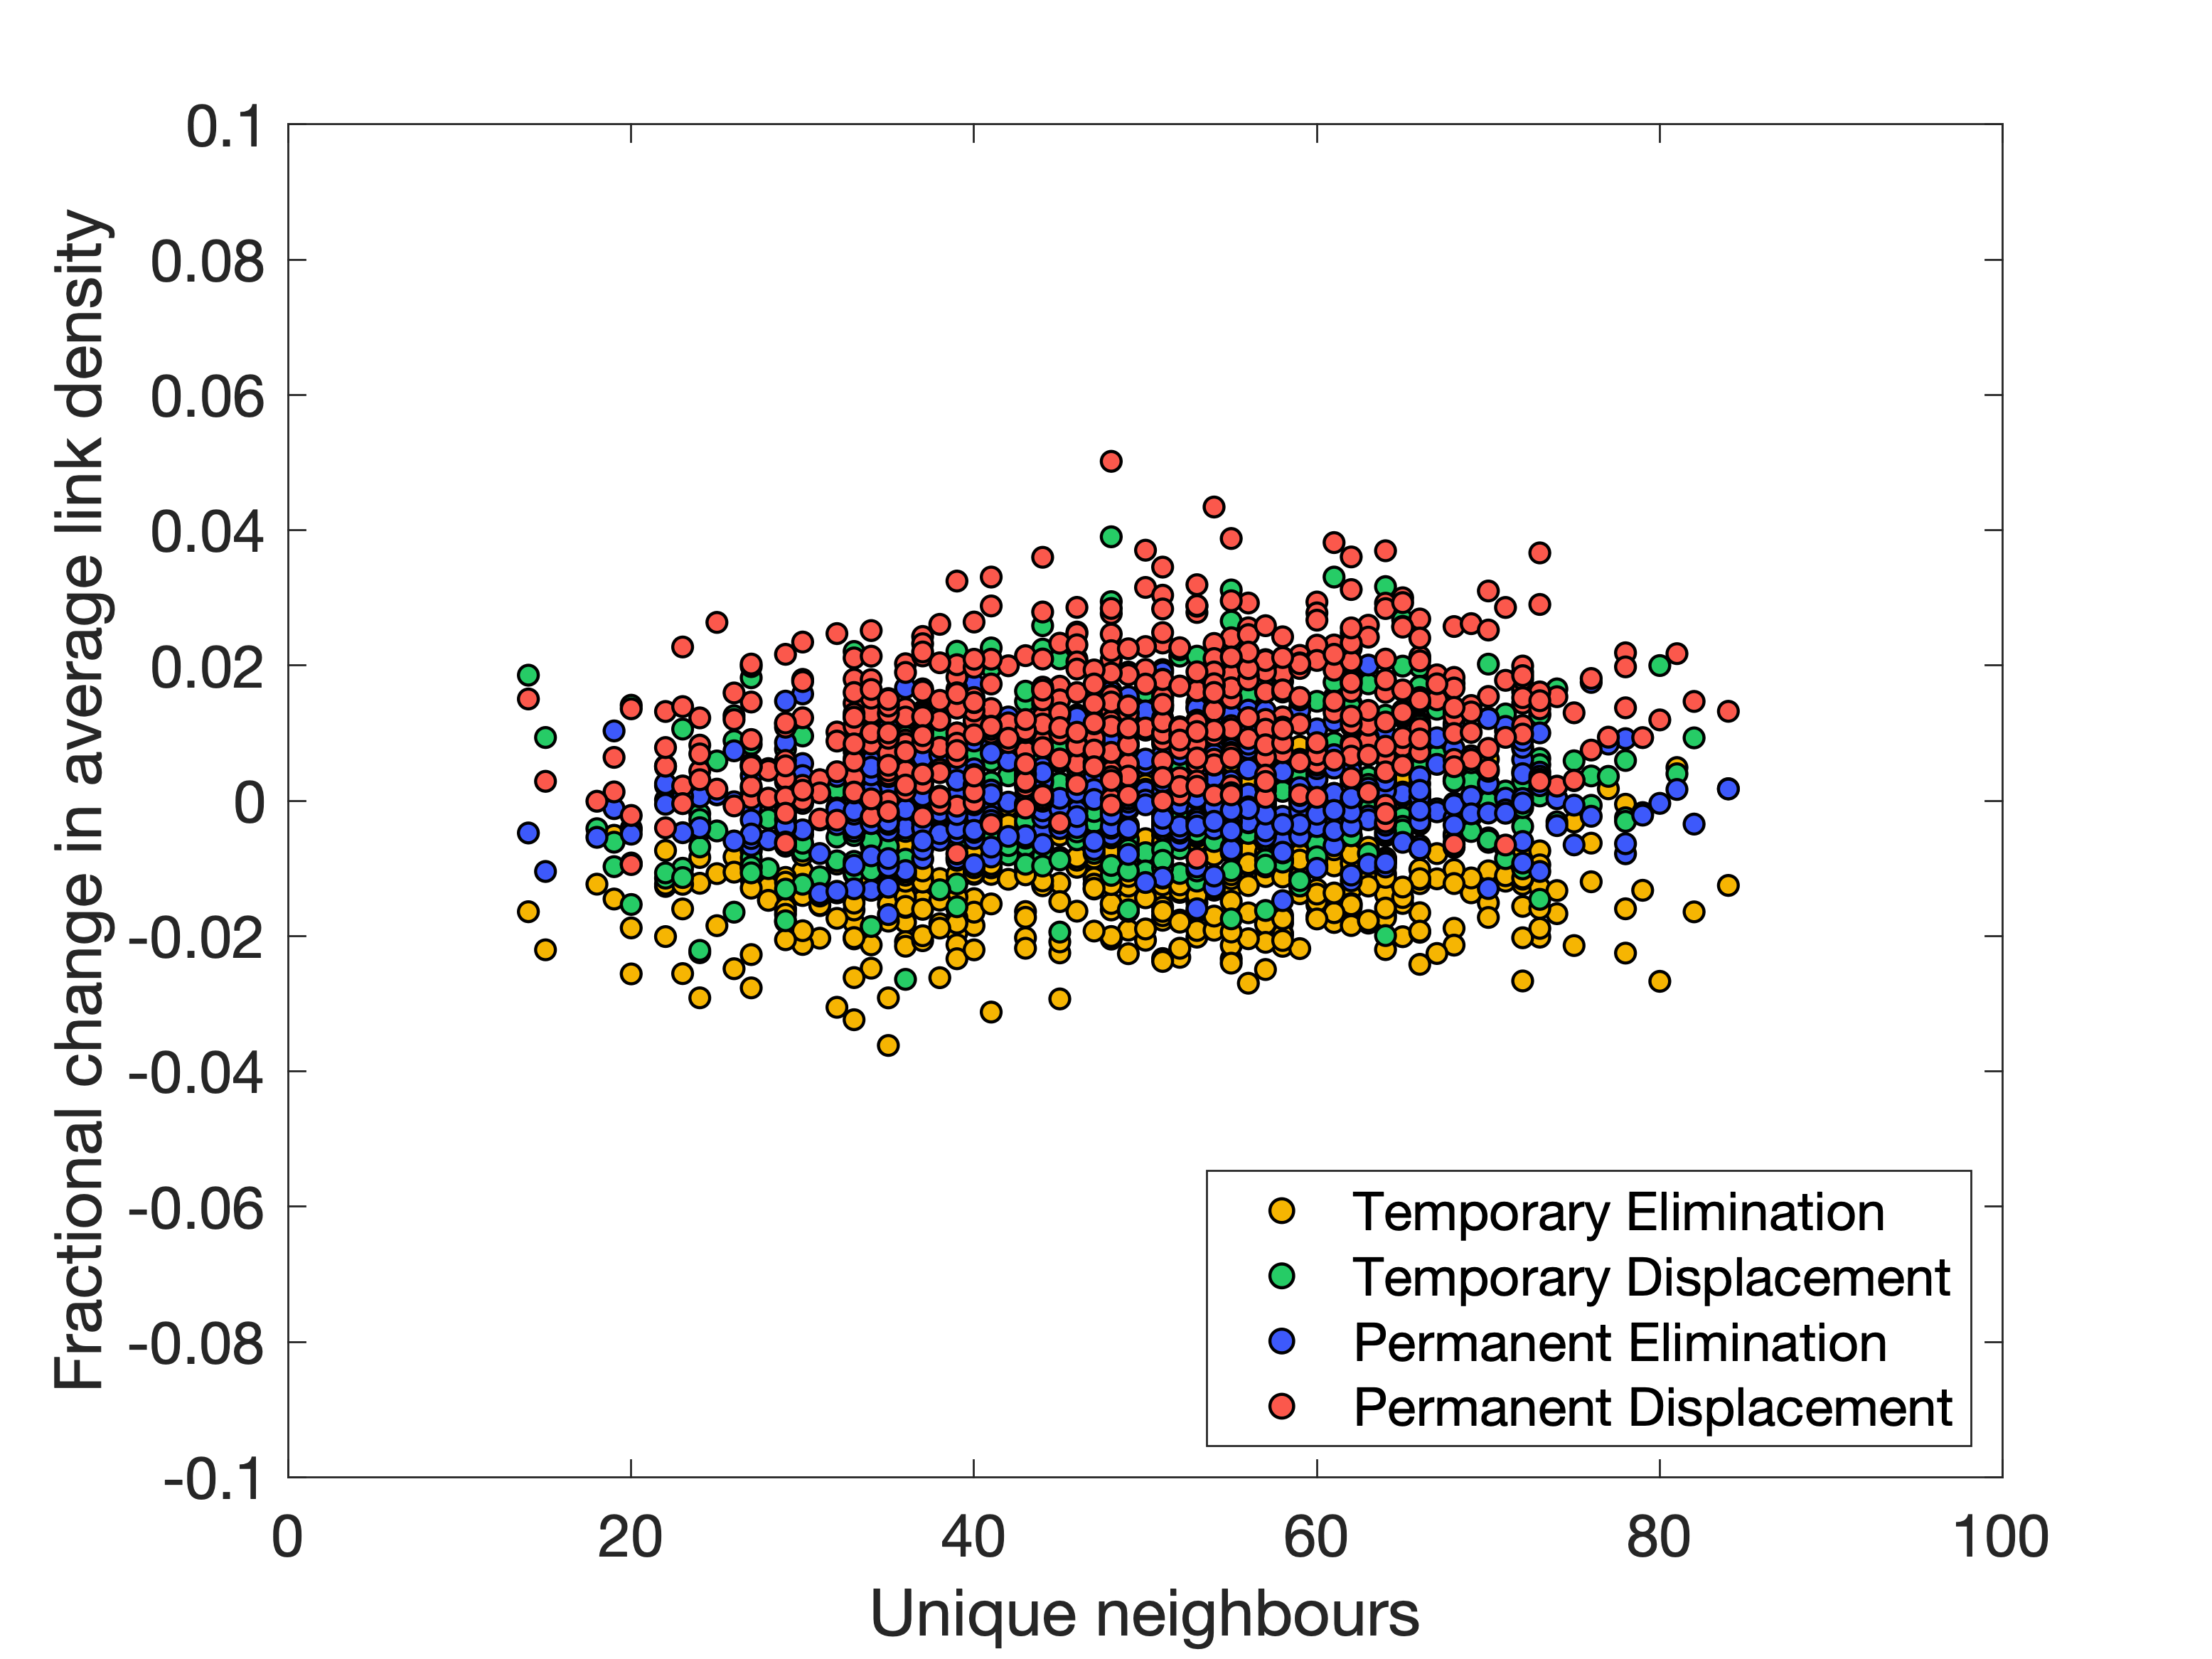 Fractional change in average link density
0.1
0.08
0.06
0.04
0.02
0
-0.02
-0.04
-0.06
-0.08
-0.1
Temporary Elimination
Temporary Displacement
Permanent Elimination
Permanent Displacement
0 20 40 60 80 100
Unique neighbours